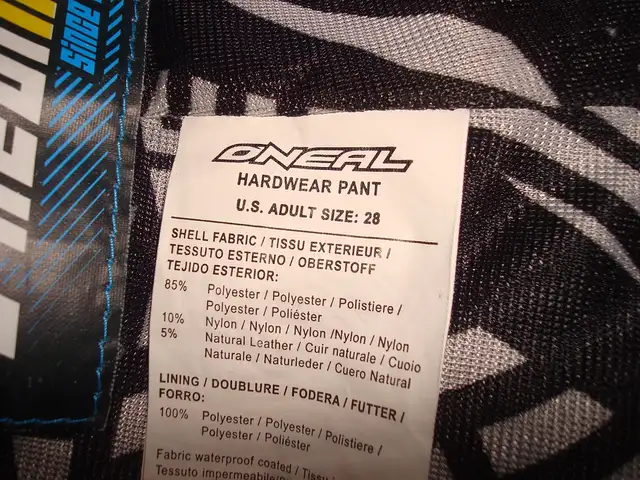 since
ONEAL
HARDWEAR PANT
U.S. ADULT SIZE: 28
SHELL FABRIC / TISSU EXTERIEUR /
TESSUTO ESTERNO / OBERSTOFF
TEJIDO ESTERIOR:
85% Polyester / Polyester / Polistiere /
Polyester / Poliéster
10% Nylon / Nylon / Nylon /Nylon / Nylon
5% Natural Leather / Cuir naturale / Cuoio
Naturale / Naturleder / Cuero Natural
LINING / DOUBLURE / FODERA / FUTTER /
FORRO:
100% Polyester / Polyester / Polistiere /
Polyester / Poliéster
Fabric waterproof coated /
Tessuto